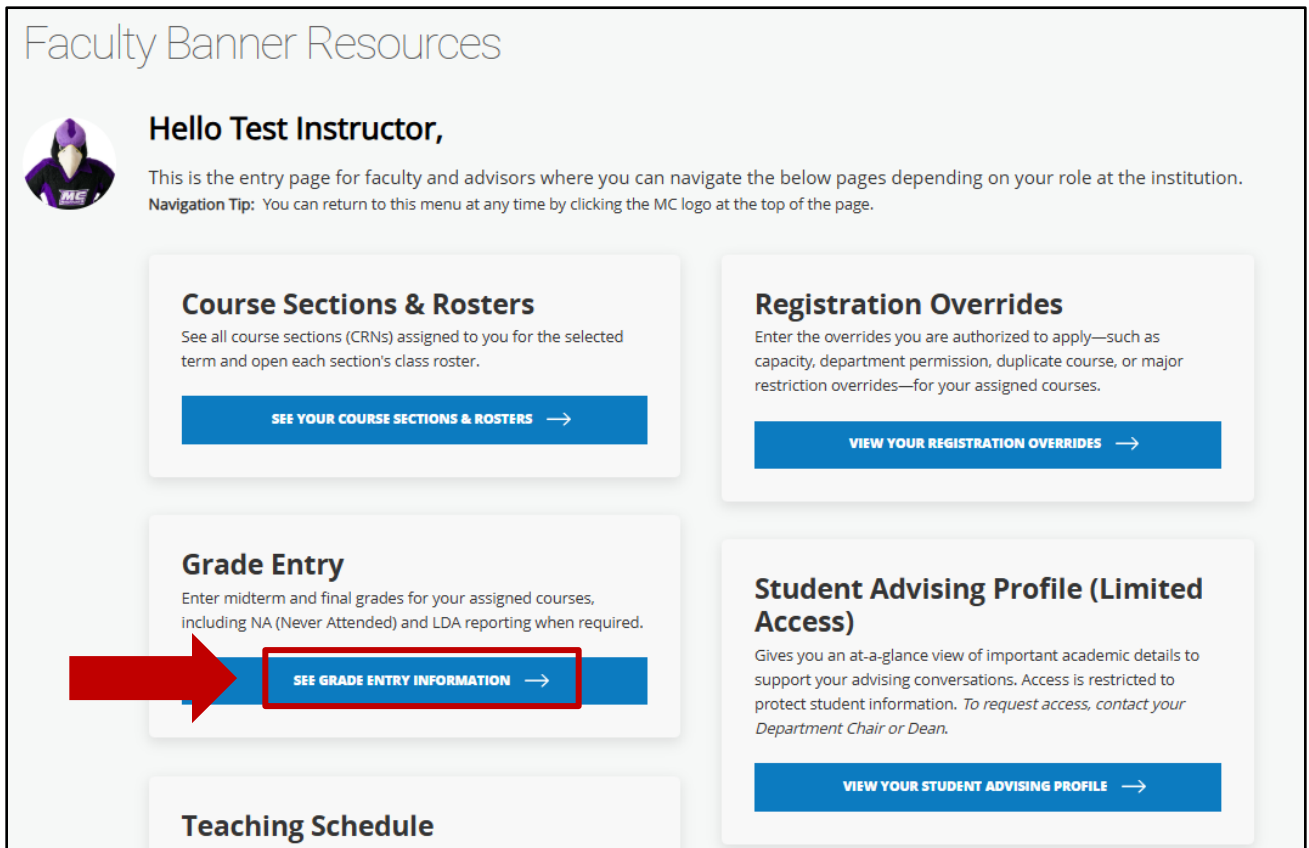 Faculty Banner Resources
Hello Test Instructor,
This is the entry page for faculty and advisors where you can navigate the below pages depending on your role at the institution.
Navigation Tip: You can return to this menu at any time by clicking the MC logo at the top of the page.
MC
Course Sections & Rosters
See all course sections (CRNs) assigned to you for the selected
term and open each section's class roster.
SEE YOUR COURSE SECTIONS & ROSTERS
Registration Overrides
Enter the overrides you are authorized to apply—such as
capacity, department permission, duplicate course, or major
restriction overrides—for your assigned courses.
VIEW YOUR REGISTRATION OVERRIDES
Grade Entry
Enter midterm and final grades for your assigned courses,
including NA (Never Attended) and LDA reporting when required.
SEE GRADE ENTRY INFORMATION
Student Advising Profile (Limited
Access)
Gives you an at-a-glance view of important academic details to
support your advising conversations. Access is restricted to
protect student information. To request access, contact your
Department Chair or Dean.
VIEW YOUR STUDENT ADVISING PROFILE
Teaching Schedule